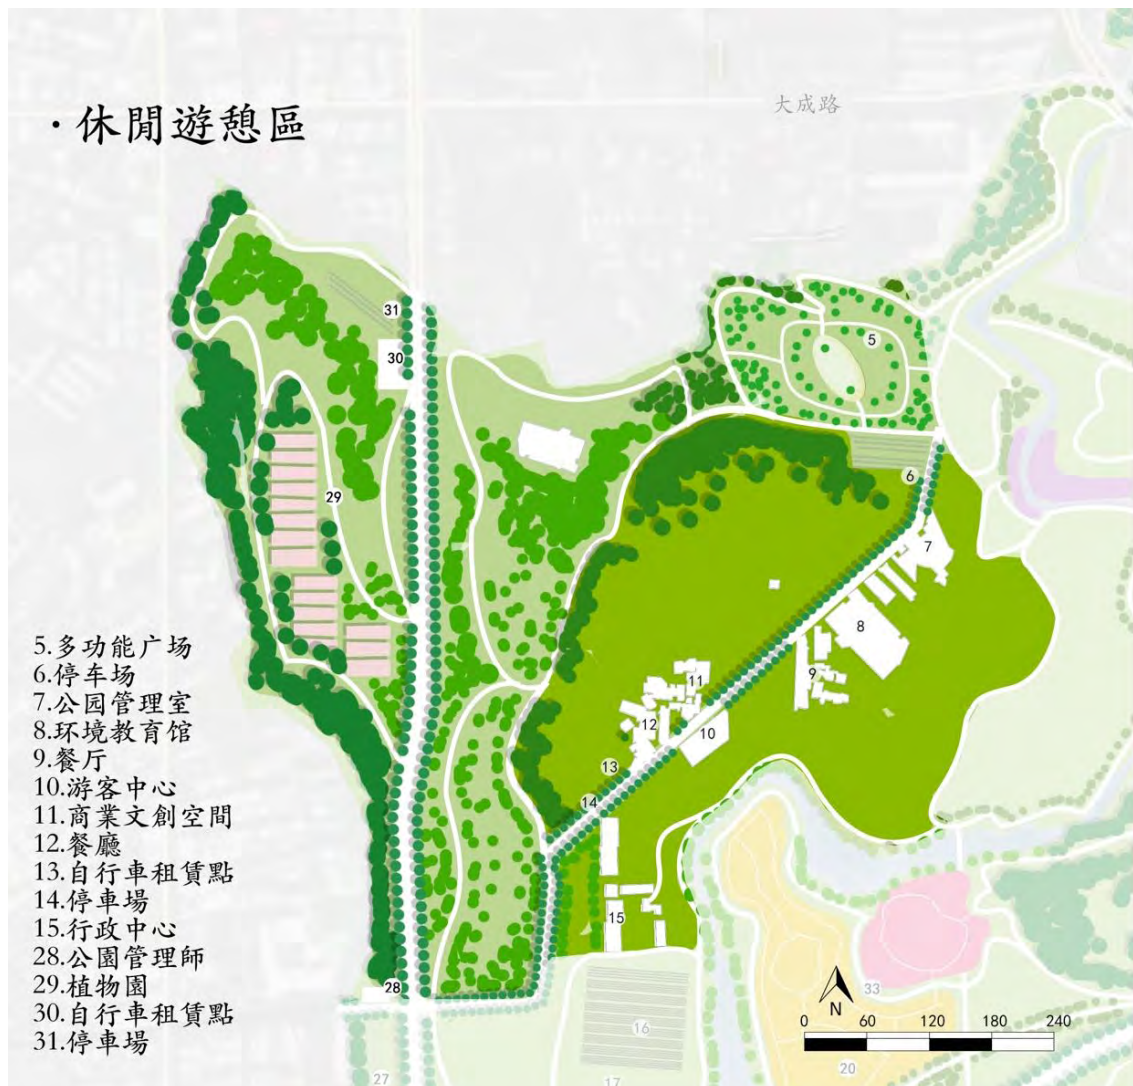 大成路
·休閒遊憩區
31
30
5
6
29
7
8
11
9
12
10
13
14
15
28
5.多功能广场
6.停车场
7.公园管理室
8.环境教育馆
9.餐厅
10.游客中心
11.商業文創空間
12.餐廳
13.自行車租賃點
14.停車場
15.行政中心
28.公園管理師
29.植物園
30.自行車租賃點
31.停車場
33
N
0 60 120 180 240
16
20
27
17